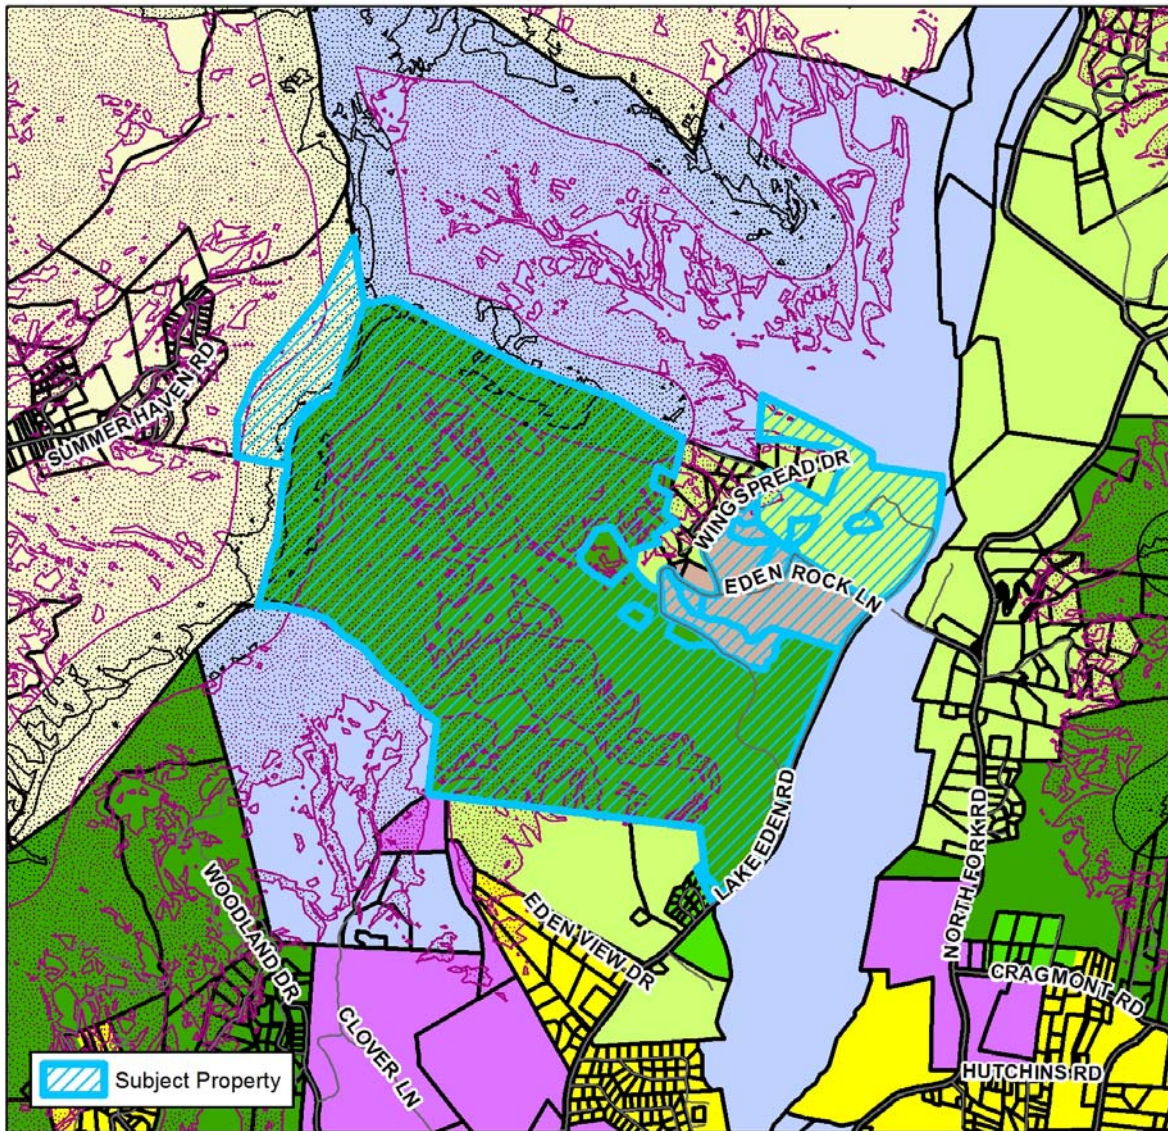 SUMMER HAVEN RD
WINGSPREAD DR
EDEN ROCK LN
LAKE EDEN RD
NORTH FORK RD
WOODLAND DR
EDEN VIEW DR
CRAGMONT RD
CLOVER LN
HUTCHINS RD
Subject Property